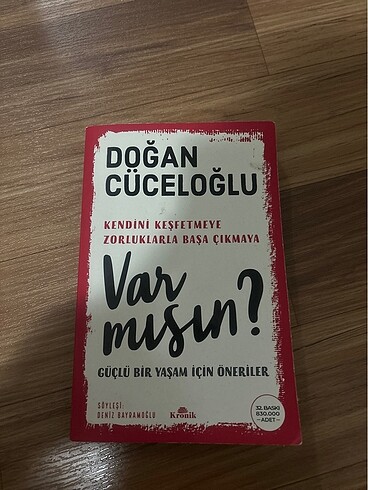 DOĞAN
CÜCELOĞLU
KENDİNİ KEŞFETMEYE
ZORLUKLARLA BAŞA ÇIKMAYA
Var
mısın?
GÜÇLÜ BİR YAŞAM İÇİN ÖNERİLER
SÖYLEŞİ:
DENİZ BAYRAMOĞLU
Kronik
32. BASKI
830.000
—ADET—